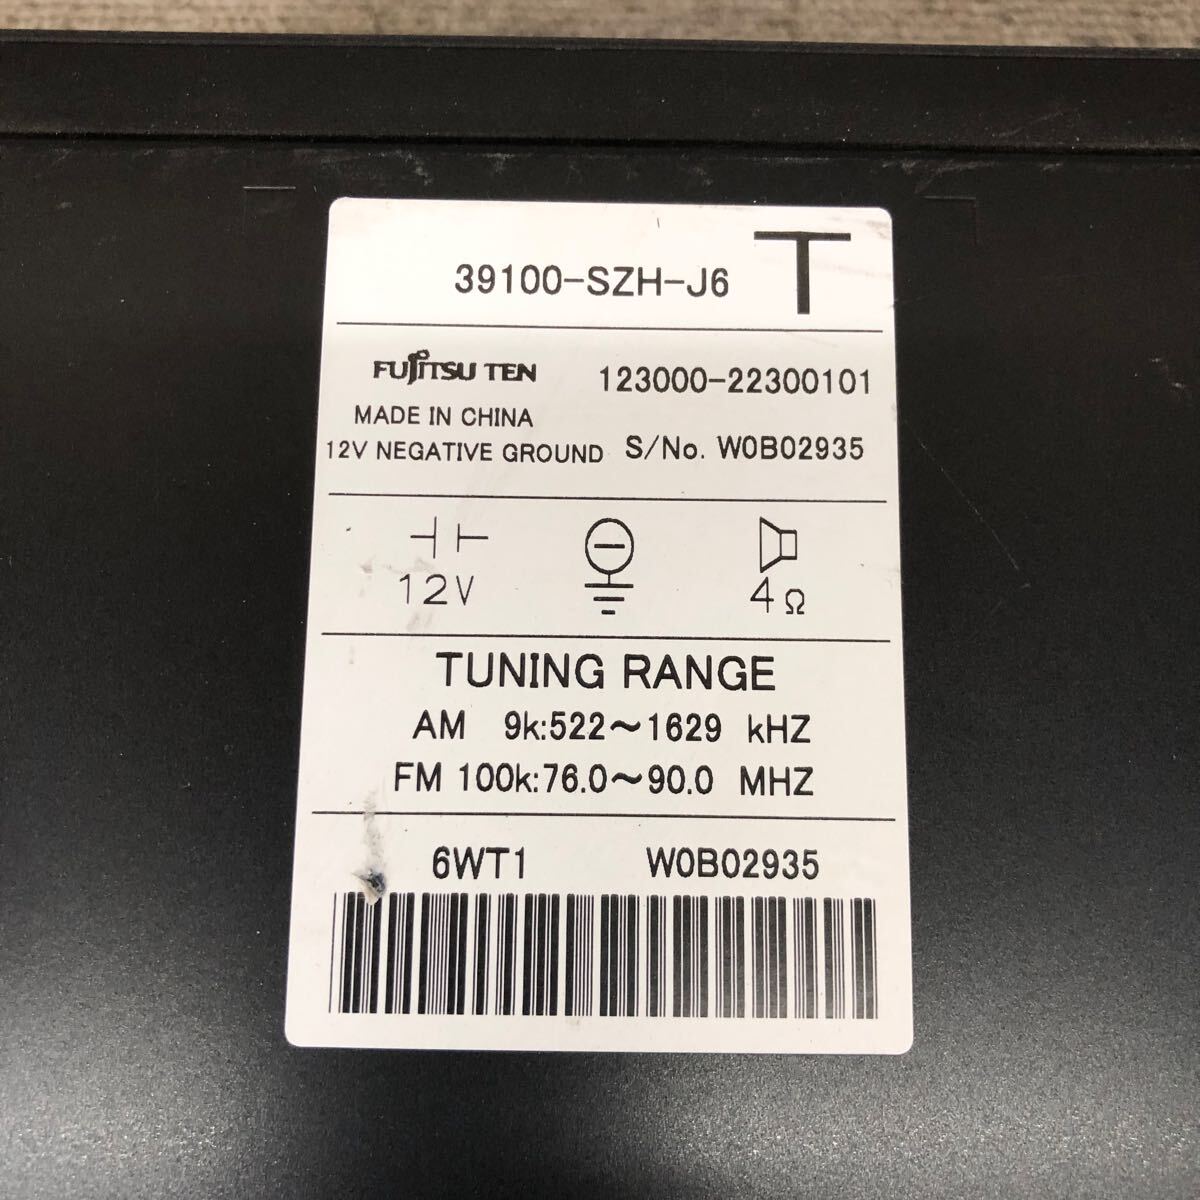 39100-SZH-J6 T
FUJITSU TEN 123000-22300101
MADE IN CHINA
12V NEGATIVE GROUND S/No. W0B02935
12V 4Ω
TUNING RANGE
AM 9k:522~1629 kHZ
FM 100k:76.0~90.0 MHZ
6WT1 W0B02935